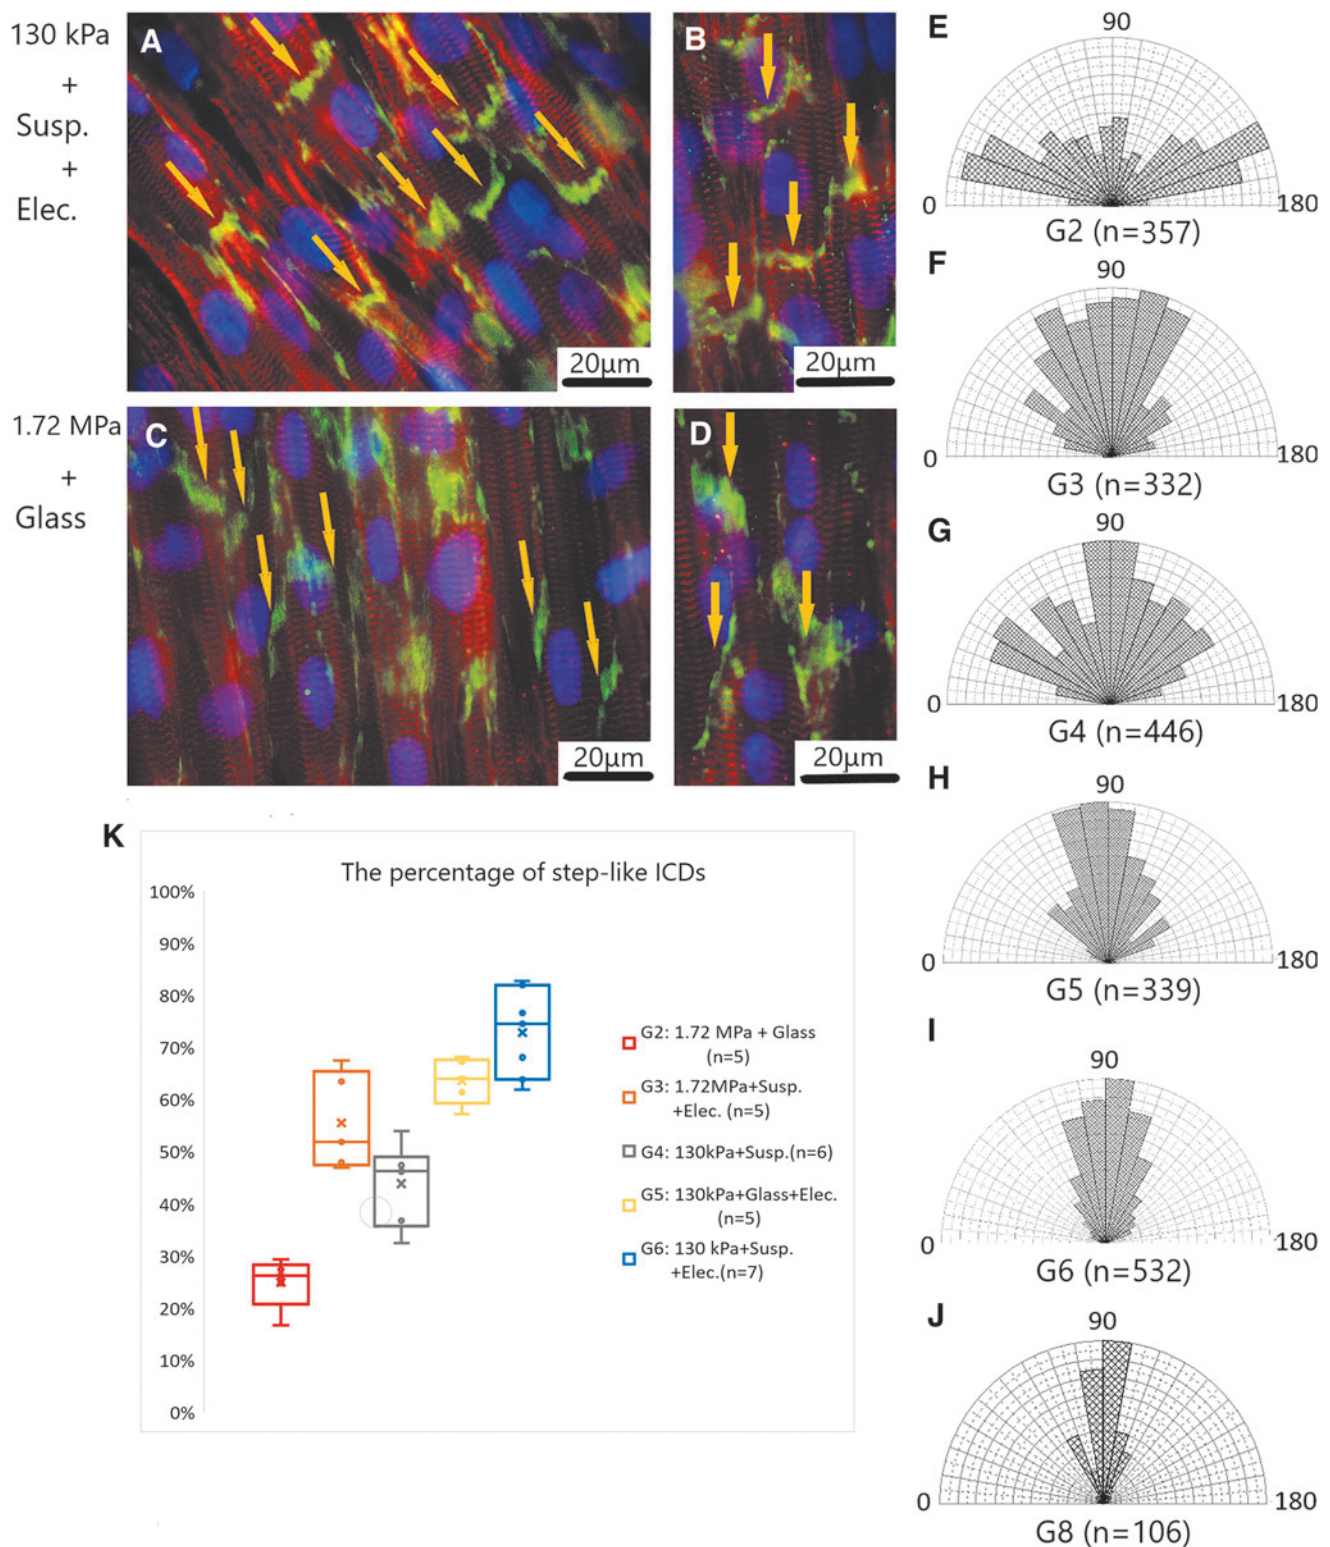 130 kPa
+
Susp.
+
Elec.
A
B
20µm
20µm
1.72 MPa
+
Glass
C
D
20µm
20µm
E
90
0
180
G2 (n=357)
F
90
0
180
G3 (n=332)
G
90
0
180
G4 (n=446)
H
90
0
180
G5 (n=339)
I
90
0
180
G6 (n=532)
J
90
0
180
G8 (n=106)
K
The percentage of step-like ICDs
100%
90%
80%
70%
60%
50%
40%
30%
20%
10%
0%
G2: 1.72 MPa + Glass
(n=5)
G3: 1.72MPa+Susp.
+Elec. (n=5)
G4: 130kPa+Susp.(n=6)
G5: 130kPa+Glass+Elec.
(n=5)
G6: 130 kPa+Susp.
+Elec.(n=7)